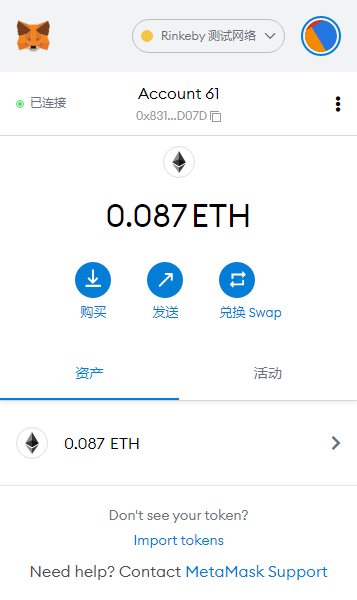 Rinkeby 测试网络
已连接
Account 61
0x831...D07D
0.087 ETH
购买
发送
兑换 Swap
资产
活动
0.087 ETH
Don't see your token?
Import tokens
Need help? Contact MetaMask Support